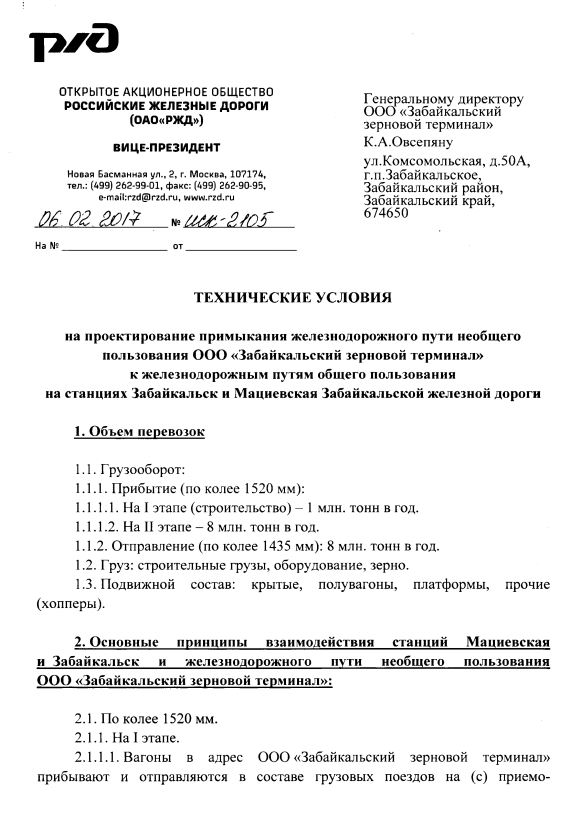 РЖД
ОТКРЫТОЕ АКЦИОНЕРНОЕ ОБЩЕСТВО
РОССИЙСКИЕ ЖЕЛЕЗНЫЕ ДОРОГИ
(ОАО«РЖД»)
ВИЦЕ-ПРЕЗИДЕНТ
Новая Басманная ул., 2, г. Москва, 107174,
тел.: (499) 262-99-01, факс: (499) 262-90-95,
e-mail:rzd@rzd.ru, www.rzd.ru
06.02.2017 № исх-2105
На № от
Генеральному директору
ООО «Забайкальский
зерновой терминал»
К.А.Овсепяну
ул.Комсомольская, д.50А,
г.п.Забайкальское,
Забайкальский район,
Забайкальский край,
674650
ТЕХНИЧЕСКИЕ УСЛОВИЯ
на проектирование примыкания железнодорожного пути необщего
пользования ООО «Забайкальский зерновой терминал»
к железнодорожным путям общего пользования
на станциях Забайкальск и Мациевская Забайкальской железной дороги
1. Объем перевозок
1.1. Грузооборот:
1.1.1. Прибытие (по колее 1520 мм):
1.1.1.1. На I этапе (строительство) – 1 млн. тонн в год.
1.1.1.2. На II этапе – 8 млн. тонн в год.
1.1.2. Отправление (по колее 1435 мм): 8 млн. тонн в год.
1.2. Груз: строительные грузы, оборудование, зерно.
1.3. Подвижной состав: крытые, полувагоны, платформы, прочие
(хопперы).
2. Основные принципы взаимодействия станций Мациевская
и Забайкальск и железнодорожного пути необщего пользования
ООО «Забайкальский зерновой терминал»:
2.1. По колее 1520 мм.
2.1.1. На I этапе.
2.1.1.1. Вагоны в адрес ООО «Забайкальский зерновой терминал»
прибывают и отправляются в составе грузовых поездов на (с) приемо-